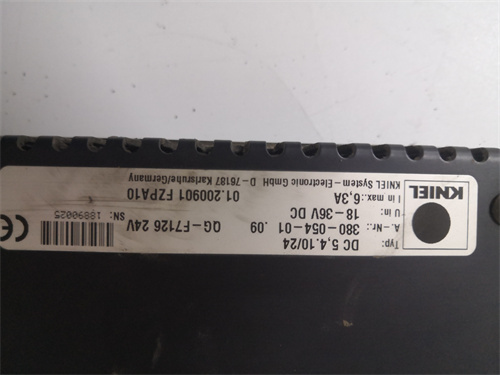 KNIEL
Typ: DC 5,4.10/24
A.-Nr.: 380-054-01 .09
U in: 18-36V DC
I in max.: 6,3A
QG-F7126 24V
01.200901 FZPA10
KNIEL System-Electronic GmbH D-76187 Karlsruhe/Germany
SN: 18890025
CE